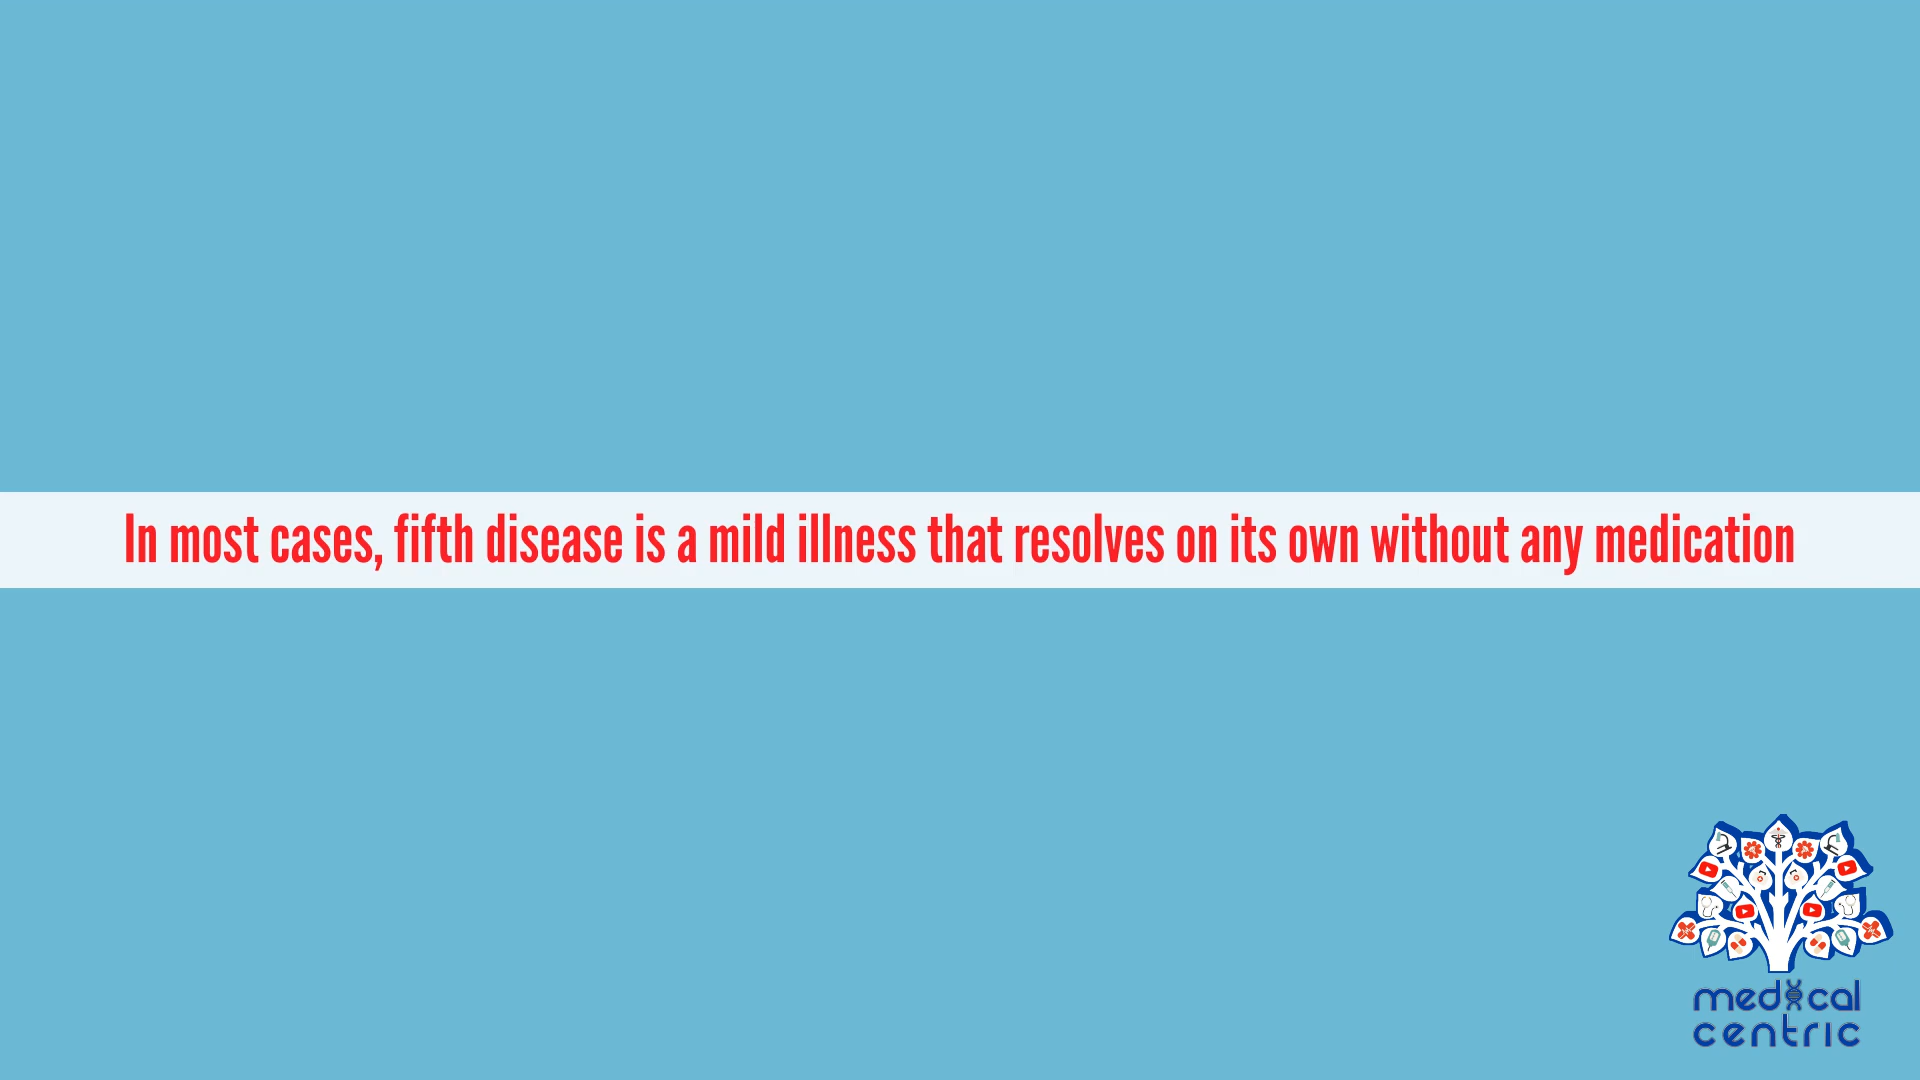 In most cases, fifth disease is a mild illness that resolves on its own without any medication
medical
centric